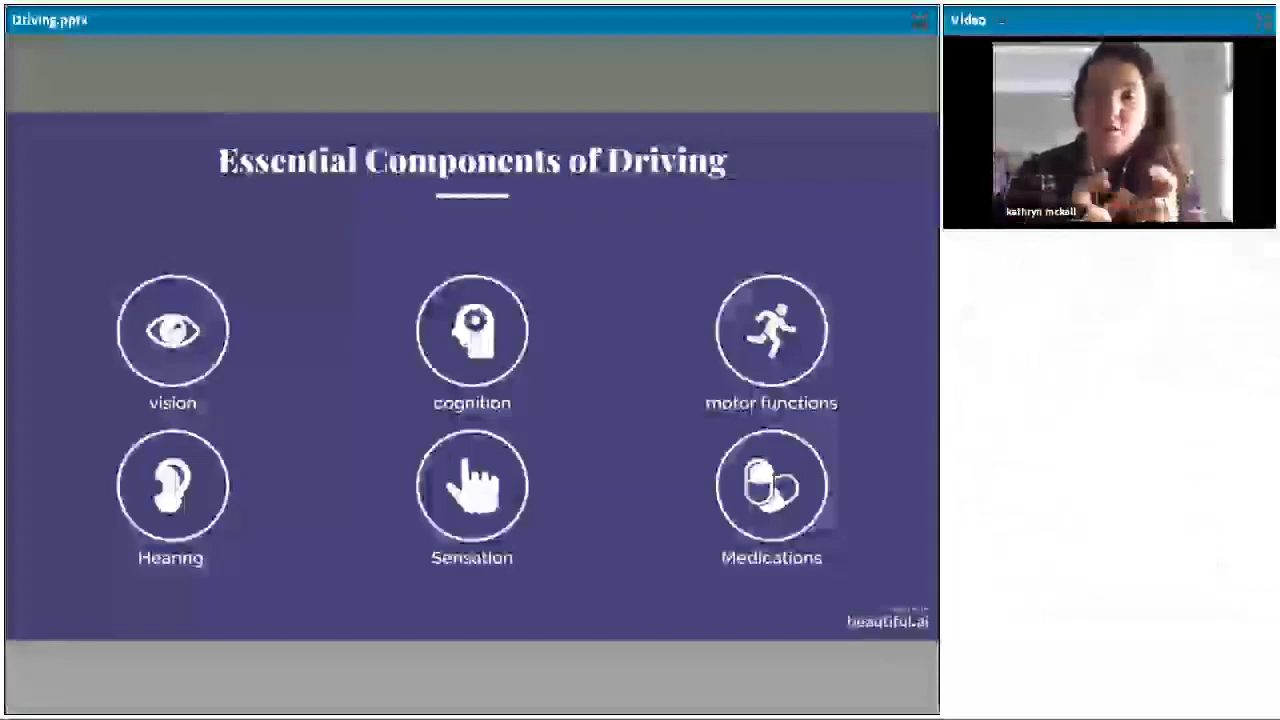 Driving.pptx
Video
kathryn mckall
Essential Components of Driving
vision
cognition
motor functions
Hearing
Sensation
Medications
beautiful.ai